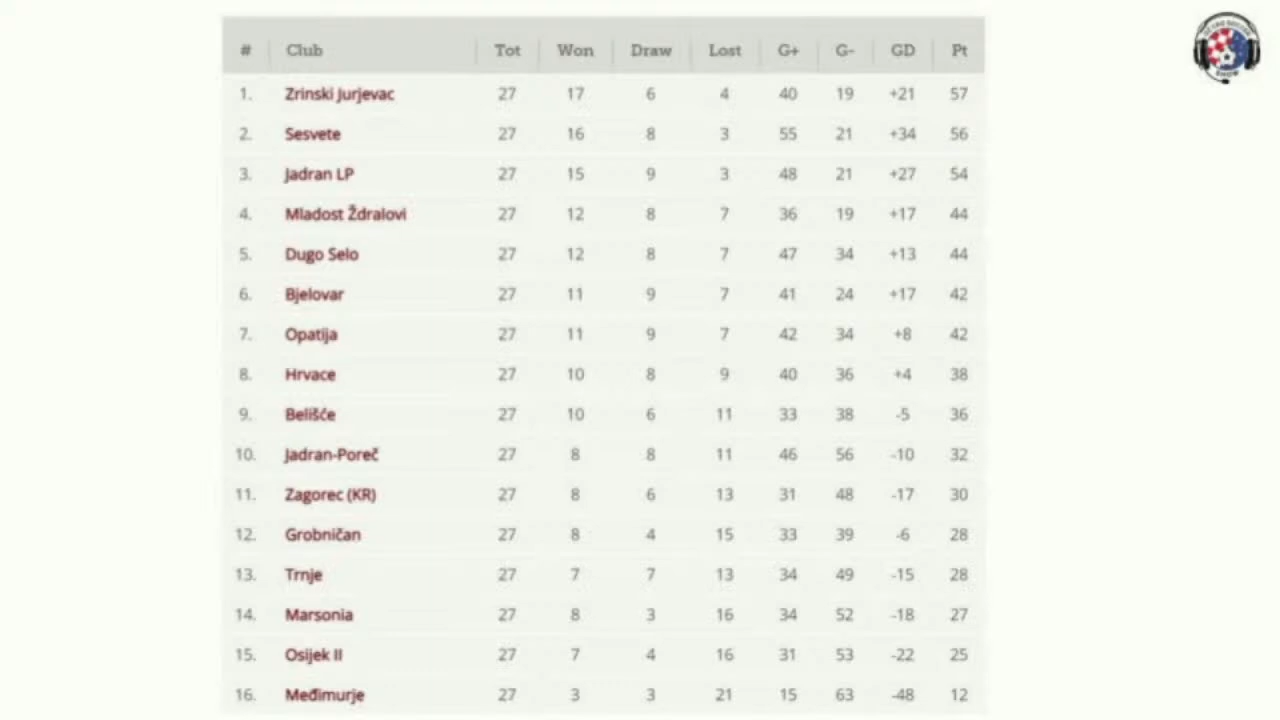 # Club Tot Won Draw Lost G+ G- GD Pt
1. Zrinski Jurjevac 27 17 6 4 40 19 +21 57
2. Sesvete 27 16 8 3 55 21 +34 56
3. Jadran LP 27 15 9 3 48 21 +27 54
4. Mladost Ždralovi 27 12 8 7 36 19 +17 44
5. Dugo Selo 27 12 8 7 47 34 +13 44
6. Bjelovar 27 11 9 7 41 24 +17 42
7. Opatija 27 11 9 7 42 34 +8 42
8. Hrvace 27 10 8 9 40 36 +4 38
9. Belišće 27 10 6 11 33 38 -5 36
10. Jadran-Poreč 27 8 8 11 46 56 -10 32
11. Zagorec (KR) 27 8 6 13 31 48 -17 30
12. Grobničan 27 8 4 15 33 39 -6 28
13. Trnje 27 7 7 13 34 49 -15 28
14. Marsonia 27 8 3 16 34 52 -18 27
15. Osijek II 27 7 4 16 31 53 -22 25
16. Međimurje 27 3 3 21 15 63 -48 12
SHOW